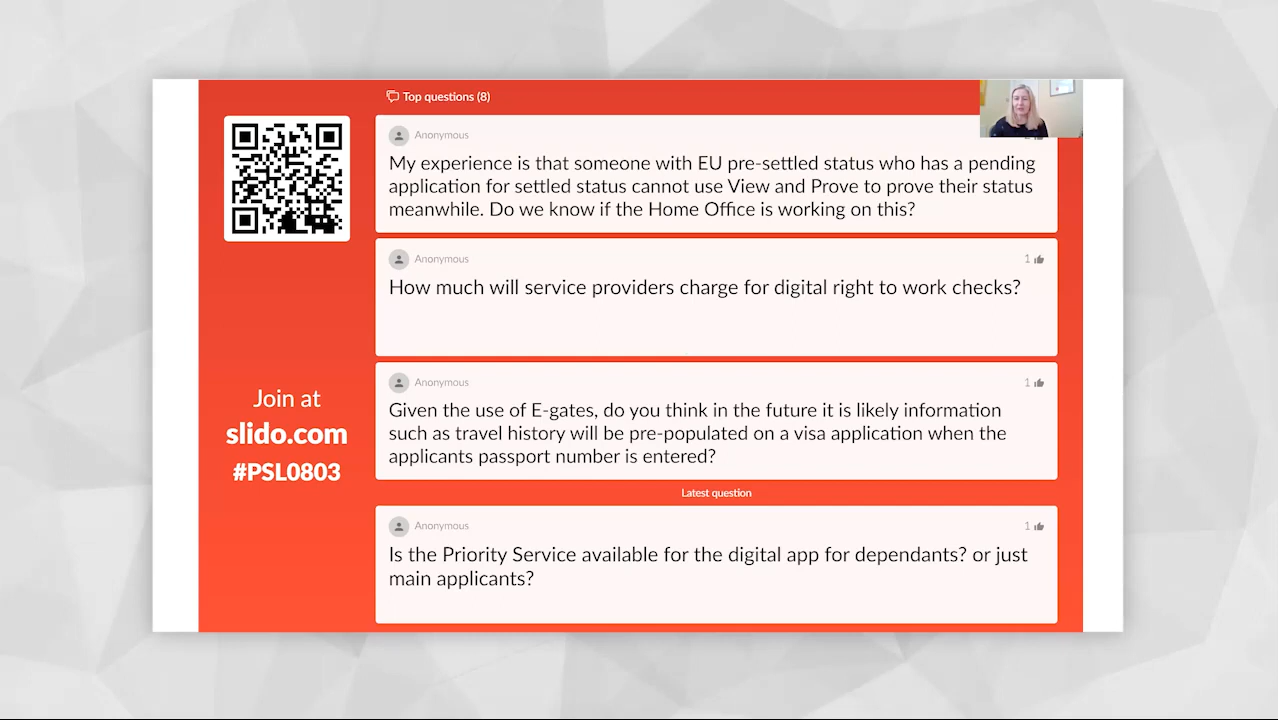 Top questions (8)
Anonymous
My experience is that someone with EU pre-settled status who has a pending
application for settled status cannot use View and Prove to prove their status
meanwhile. Do we know if the Home Office is working on this?
Anonymous
1
How much will service providers charge for digital right to work checks?
Anonymous
1
Given the use of E-gates, do you think in the future it is likely information
such as travel history will be pre-populated on a visa application when the
applicants passport number is entered?
Latest question
Anonymous
1
Is the Priority Service available for the digital app for dependants? or just
main applicants?
Join at
slido.com
#PSL0803